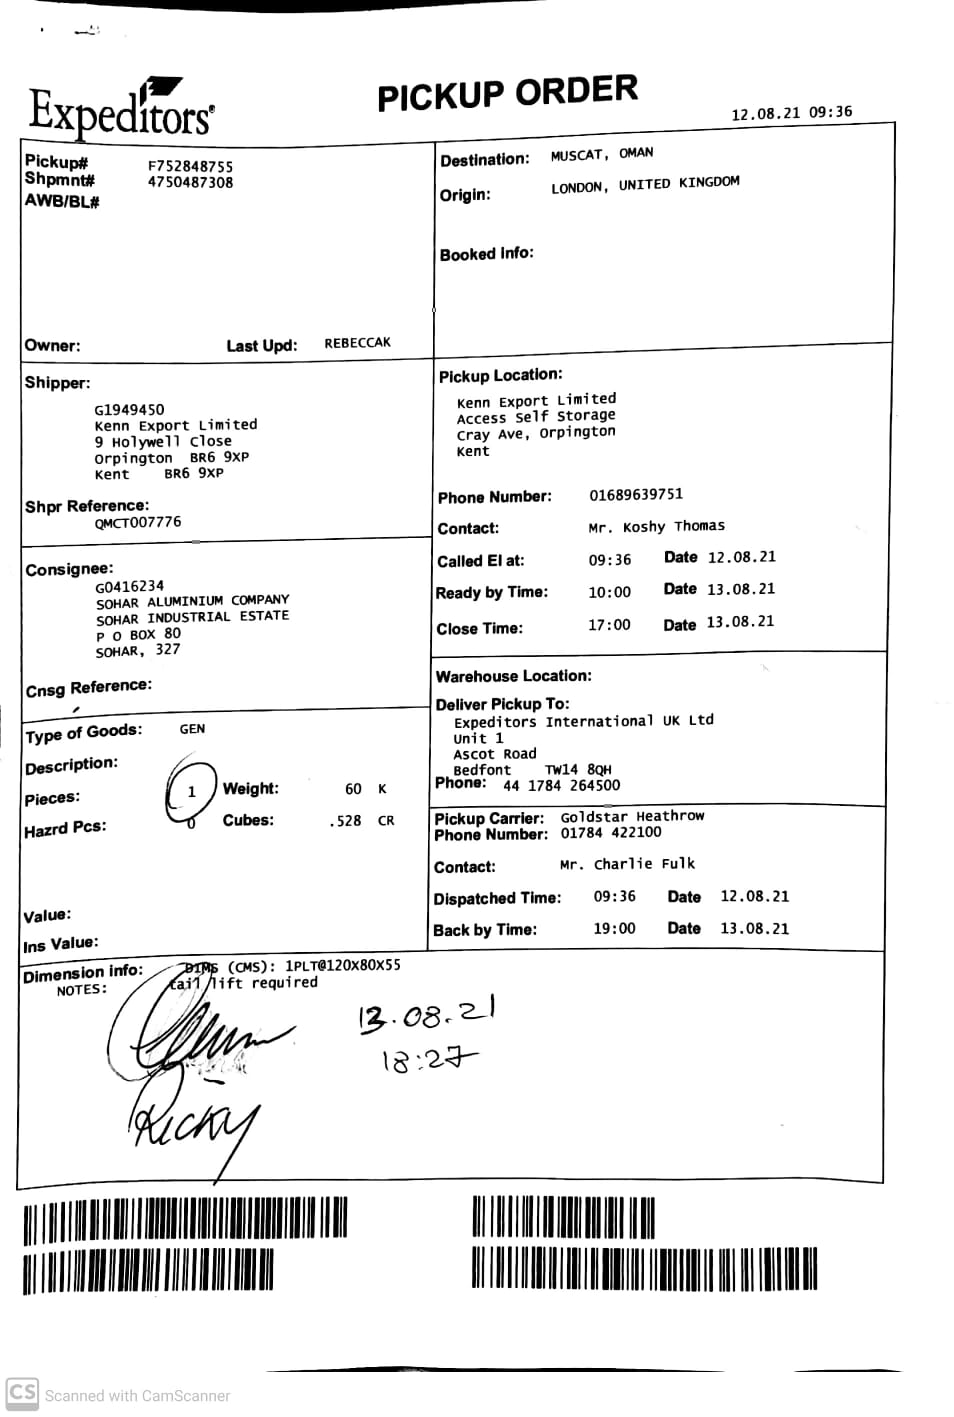 Expeditors®
PICKUP ORDER
12.08.21 09:36
Pickup# F752848755
Shpmnt# 4750487308
AWB/BL#
Owner: Last Upd: REBECCAK
Destination: MUSCAT, OMAN
Origin: LONDON, UNITED KINGDOM
Booked Info:
Shipper:
G1949450
Kenn Export Limited
9 Holywell Close
Orpington BR6 9XP
Kent BR6 9XP
Shpr Reference:
QMCT007776
Pickup Location:
Kenn Export Limited
Access Self Storage
Cray Ave, Orpington
Kent
Phone Number: 01689639751
Contact: Mr. Koshy Thomas
Called EI at: 09:36 Date 12.08.21
Ready by Time: 10:00 Date 13.08.21
Close Time: 17:00 Date 13.08.21
Consignee:
G0416234
SOHAR ALUMINIUM COMPANY
SOHAR INDUSTRIAL ESTATE
P O BOX 80
SOHAR, 327
Cnsg Reference:
Warehouse Location:
Deliver Pickup To:
Expeditors International UK Ltd
Unit 1
Ascot Road
Bedfont TW14 8QH
Phone: 44 1784 264500
Type of Goods: GEN
Description:
Pieces: 1 Weight: 60 K
Hazrd Pcs: 0 Cubes: .528 CR
Value:
Ins Value:
Pickup Carrier: Goldstar Heathrow
Phone Number: 01784 422100
Contact: Mr. Charlie Fulk
Dispatched Time: 09:36 Date 12.08.21
Back by Time: 19:00 Date 13.08.21
Dimension info: DIMS (CMS): 1PLT@120X80X55
NOTES: tail lift required
13.08.21
18:27
Ricky
CS Scanned with CamScanner